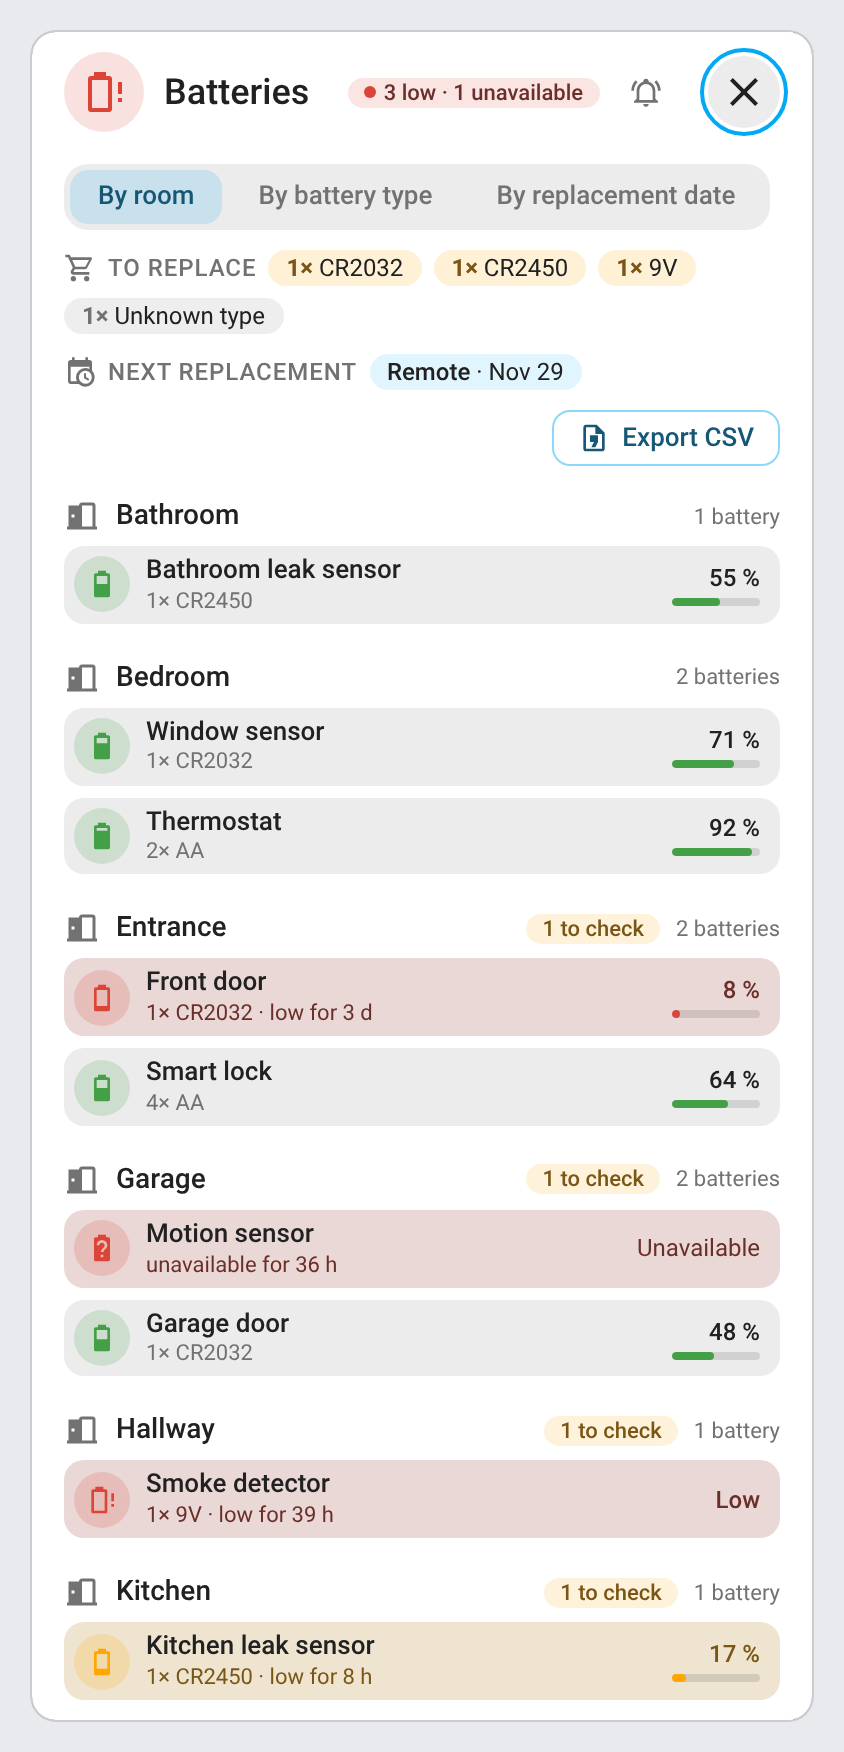 Batteries
3 low · 1 unavailable
By room
By battery type
By replacement date
TO REPLACE
1× CR2032
1× CR2450
1× 9V
1× Unknown type
NEXT REPLACEMENT
Remote · Nov 29
Export CSV
Bathroom
1 battery
Bathroom leak sensor
1× CR2450
55 %
Bedroom
2 batteries
Window sensor
1× CR2032
71 %
Thermostat
2× AA
92 %
Entrance
1 to check
2 batteries
Front door
1× CR2032 · low for 3 d
8 %
Smart lock
4× AA
64 %
Garage
1 to check
2 batteries
Motion sensor
unavailable for 36 h
Unavailable
Garage door
1× CR2032
48 %
Hallway
1 to check
1 battery
Smoke detector
1× 9V · low for 39 h
Low
Kitchen
1 to check
1 battery
Kitchen leak sensor
1× CR2450 · low for 8 h
17 %